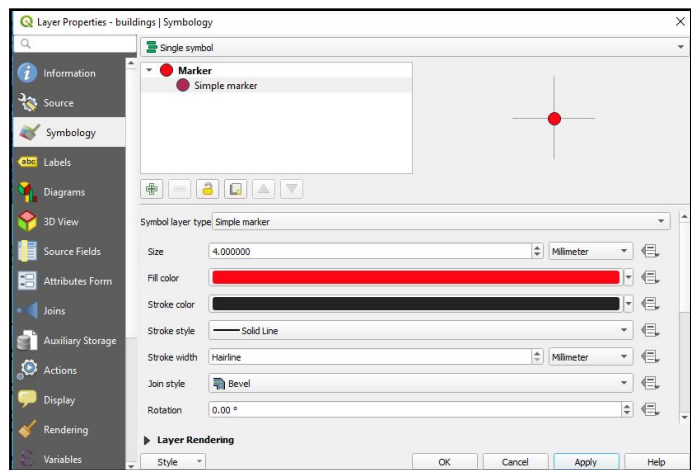 Layer Properties - buildings | Symbology
Single symbol
Information
Source
Symbology
abc Labels
Diagrams
3D View
Source Fields
Attributes Form
Joins
Auxiliary Storage
Actions
Display
Rendering
Variables
Marker
Simple marker
Symbol layer type Simple marker
Size 4.000000 Millimeter
Fill color
Stroke color
Stroke style Solid Line
Stroke width Hairline Millimeter
Join style Bevel
Rotation 0.00 °
Layer Rendering
Style OK Cancel Apply Help